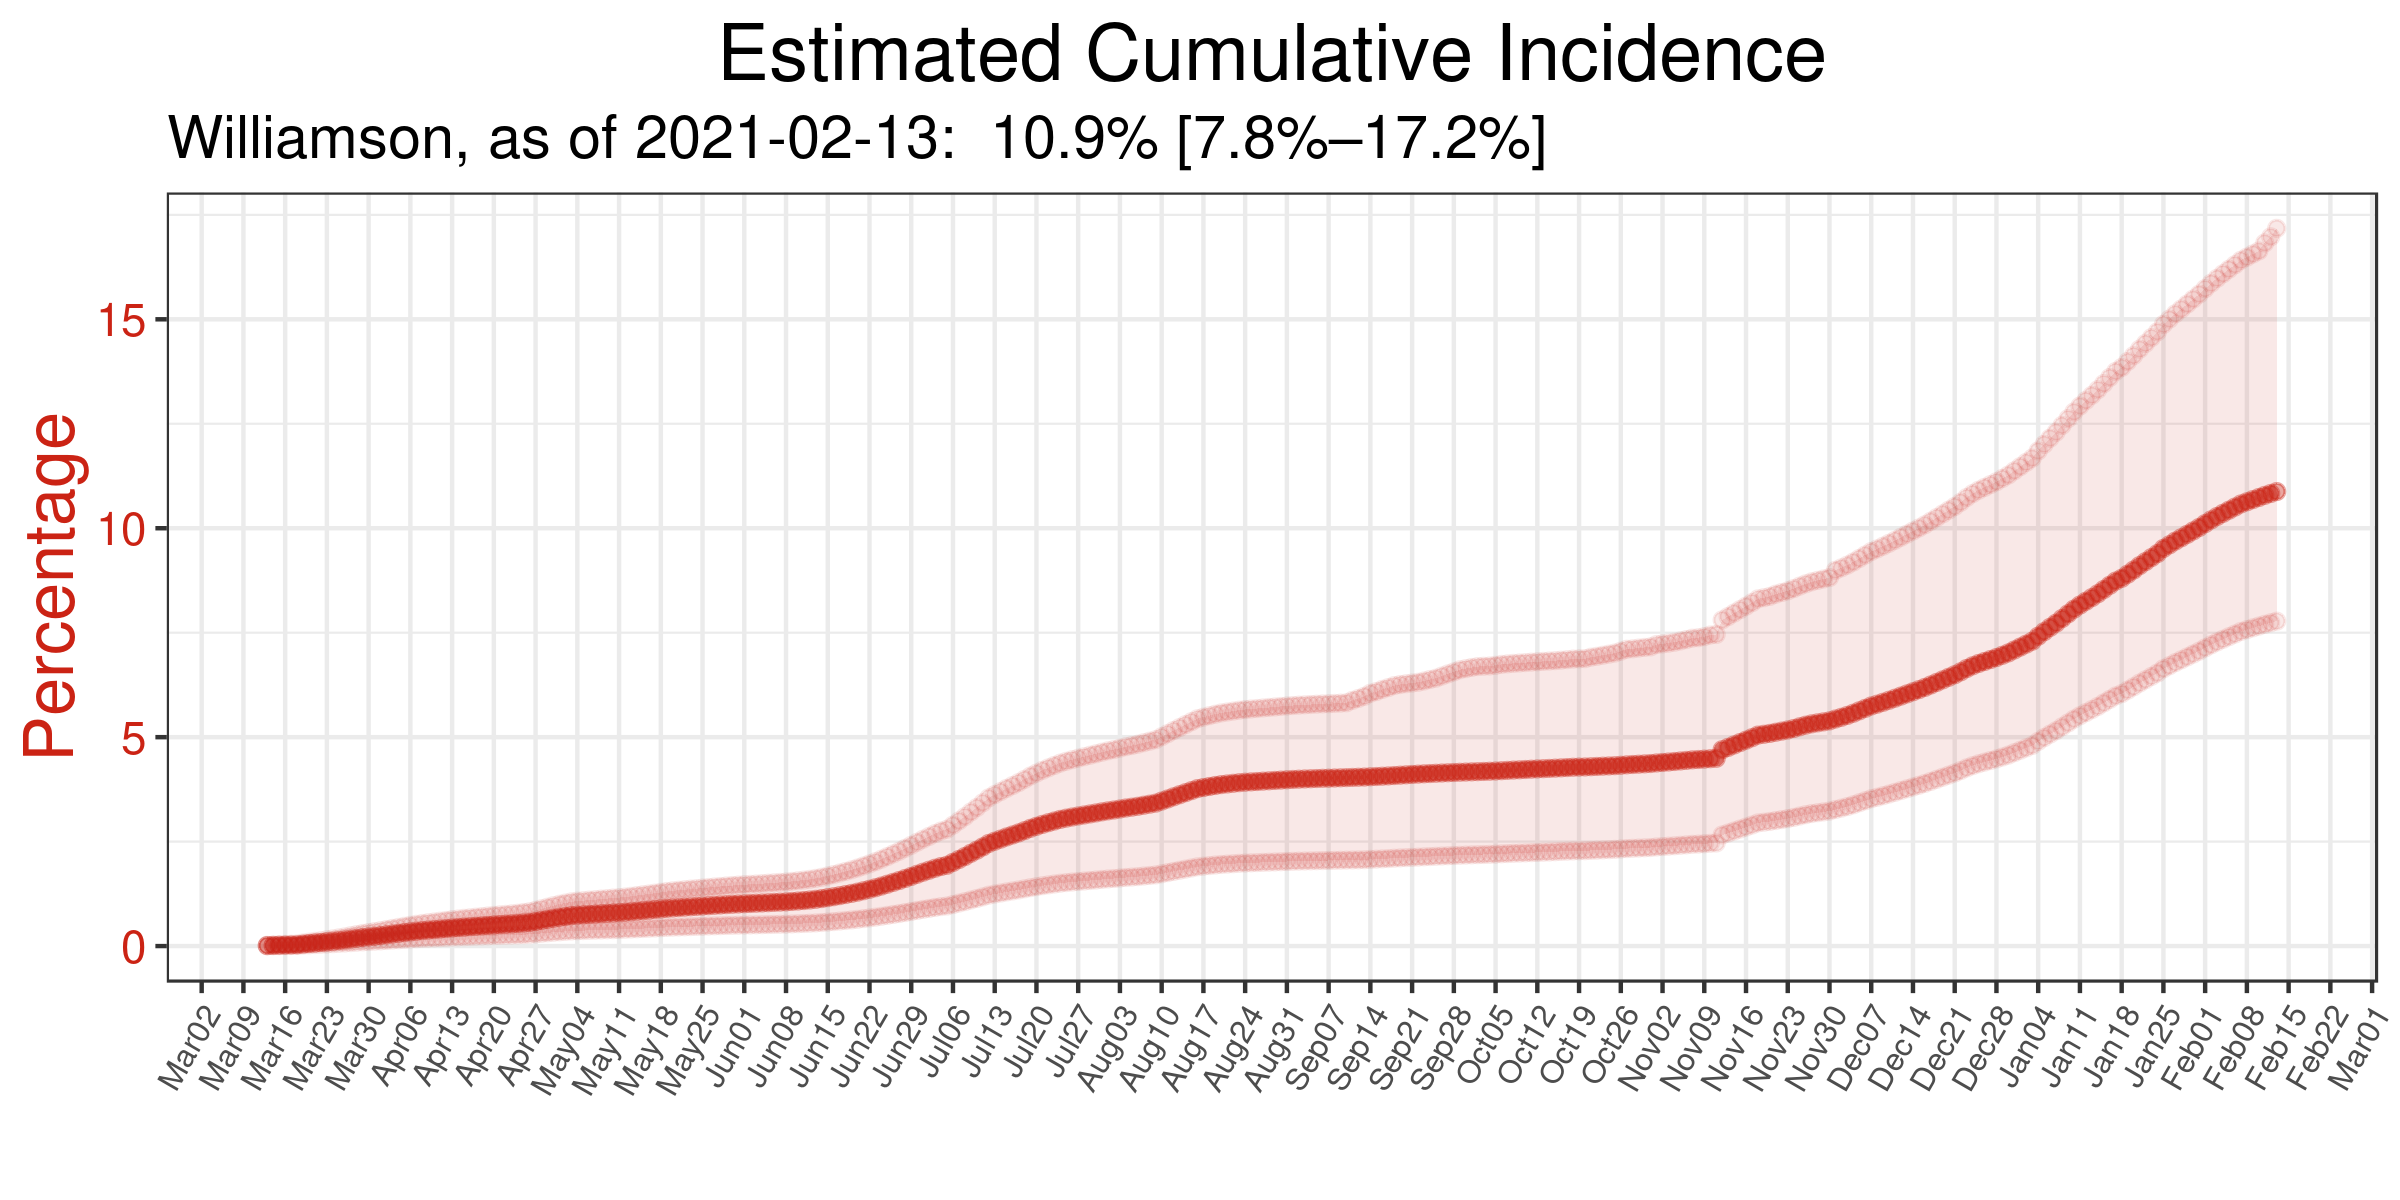 Estimated Cumulative Incidence
Williamson, as of 2021-02-13:  10.9% [7.8%–17.2%]
Percentage
15
10
5
0
Mar02
Mar09
Mar16
Mar23
Mar30
Apr06
Apr13
Apr20
Apr27
May04
May11
May18
May25
Jun01
Jun08
Jun15
Jun22
Jun29
Jul06
Jul13
Jul20
Jul27
Aug03
Aug10
Aug17
Aug24
Aug31
Sep07
Sep14
Sep21
Sep28
Oct05
Oct12
Oct19
Oct26
Nov02
Nov09
Nov16
Nov23
Nov30
Dec07
Dec14
Dec21
Dec28
Jan04
Jan11
Jan18
Jan25
Feb01
Feb08
Feb15
Feb22
Mar01